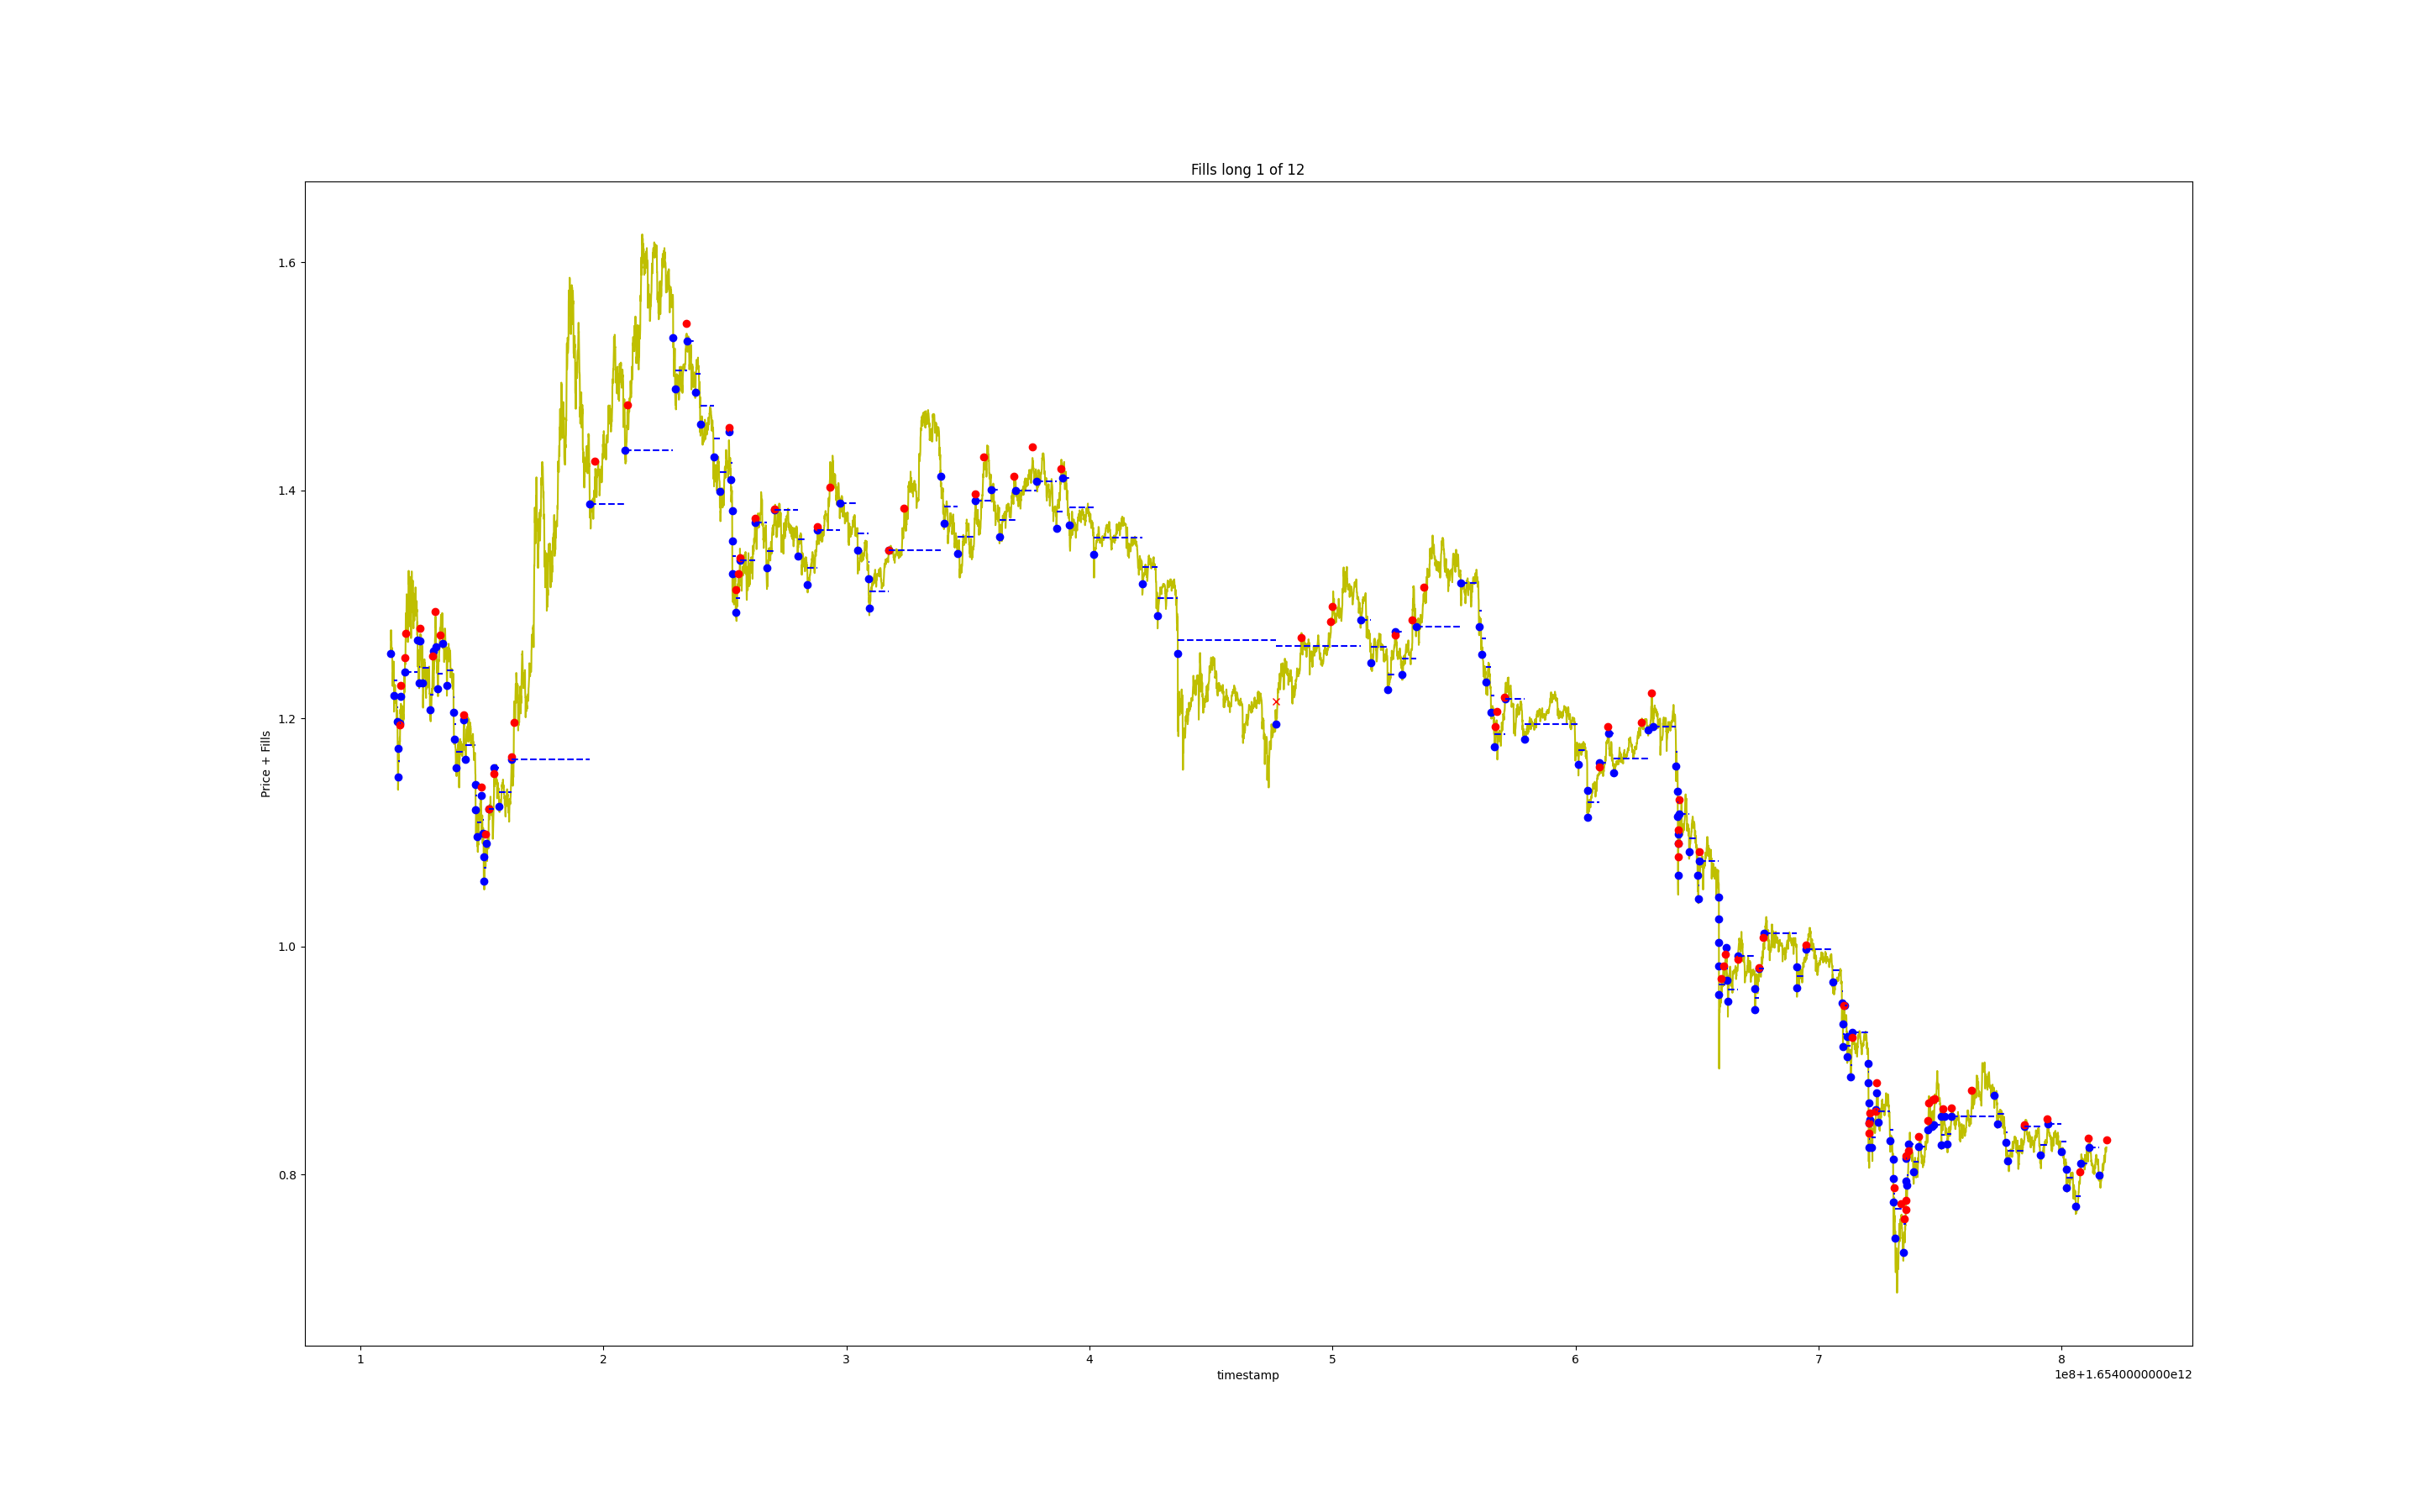 Fills long 1 of 12
Price + Fills
1.6
1.4
1.2
1.0
0.8
1 2 3 4 5 6 7 8
timestamp
1e8+1.6540000000e12